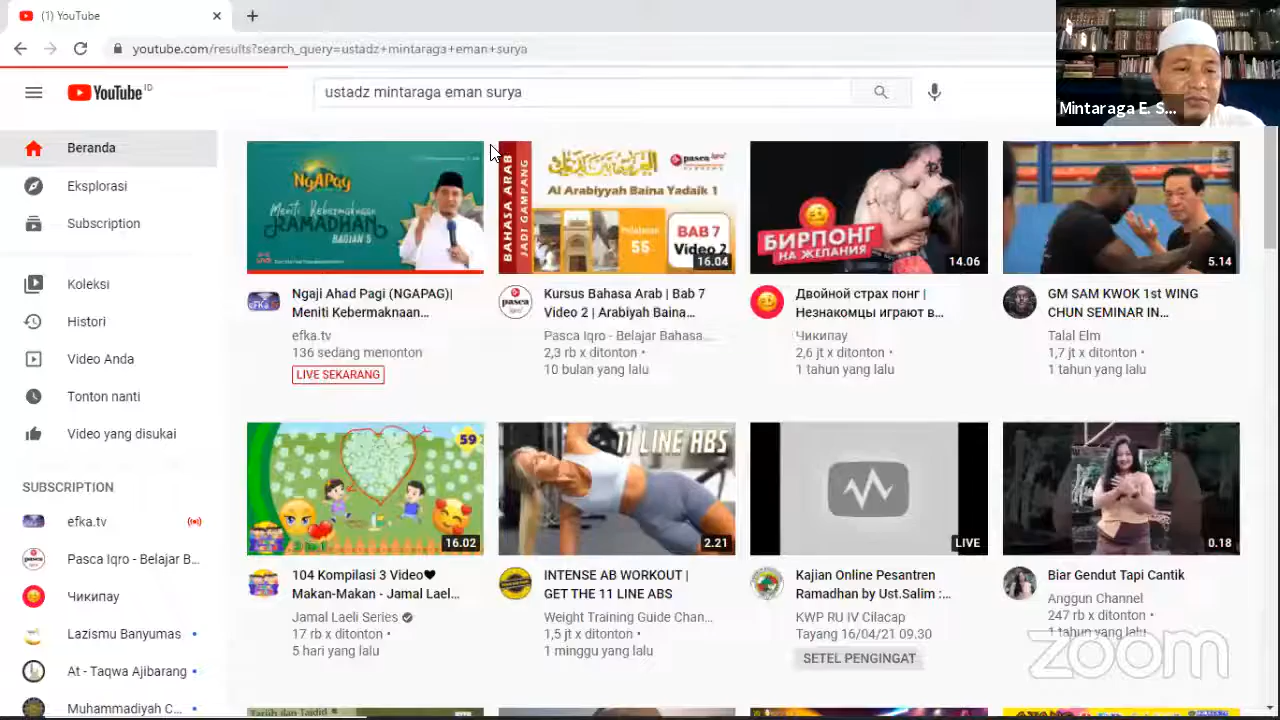 (1) YouTube
youtube.com/results?search_query=ustadz+mintaraga+eman+surya
YouTube ID
ustadz mintaraga eman surya
Mintaraga E. S...
Beranda
Eksplorasi
Subscription
Koleksi
Histori
Video Anda
Tonton nanti
Video yang disukai
SUBSCRIPTION
efka.tv
Pasca Iqro - Belajar B...
Чикипау
Lazismu Banyumas
At - Taqwa Ajibarang
Muhammadiyah C...
NgAPag
Meniti Kebermaknaan
RAMADHAN
BAGIAN 5
Ngaji Ahad Pagi (NGAPAG)|
Meniti Kebermaknaan...
efka.tv
136 sedang menonton
LIVE SEKARANG
BAHASA ARAB
JADI GAMPANG
pasca
Al Arabiyyah Baina Yadaik 1
Pelajaran
55
BAB 7
Video 2
16.04
Kursus Bahasa Arab | Bab 7
Video 2 | Arabiyah Baina...
Pasca Iqro - Belajar Bahasa...
2,3 rb x ditonton •
10 bulan yang lalu
БИРПОНГ
НА ЖЕЛАНИЯ
14.06
Двойной страх понг |
Незнакомцы играют в...
Чикипау
2,6 jt x ditonton •
1 tahun yang lalu
5.14
GM SAM KWOK 1st WING
CHUN SEMINAR IN...
Talal Elm
1,7 jt x ditonton •
1 tahun yang lalu
59
3 in 1
16.02
104 Kompilasi 3 Video♥
Makan-Makan - Jamal Lael...
Jamal Laeli Series
17 rb x ditonton •
5 hari yang lalu
11 LINE ABS
2.21
INTENSE AB WORKOUT |
GET THE 11 LINE ABS
Weight Training Guide Chan...
1,5 jt x ditonton •
1 minggu yang lalu
LIVE
Kajian Online Pesantren
Ramadhan by Ust.Salim :...
KWP RU IV Cilacap
Tayang 16/04/21 09.30
SETEL PENGINGAT
0.18
Biar Gendut Tapi Cantik
Anggun Channel
247 rb x ditonton •
1 tahun yang lalu
zoom